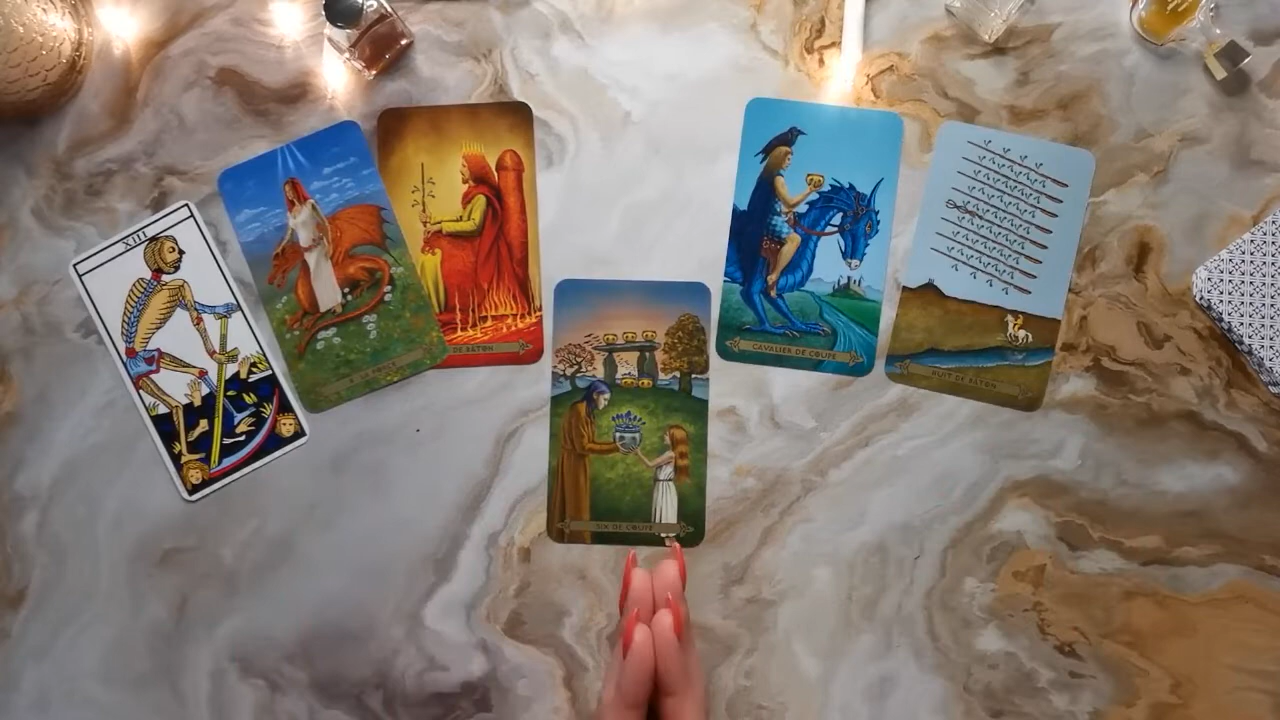 XIII
DE BÂTON
SIX DE COUPE
CAVALIER DE COUPE
HUIT DE BÂTON